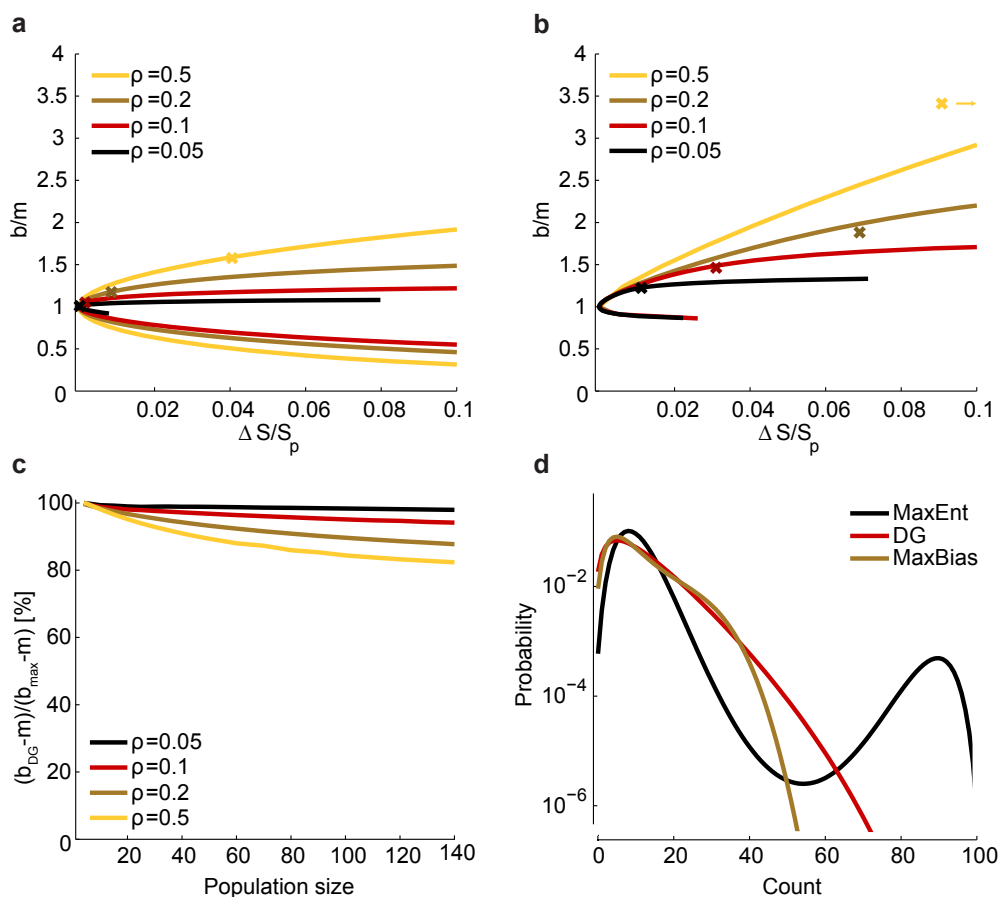 a
4
3.5
3
2.5
2
1.5
1
0.5
0
b/m
ρ=0.5
ρ=0.2
ρ=0.1
ρ=0.05
0.02
0.04
0.06
0.08
0.1
Δ S/Sp
b
4
3.5
3
2.5
2
1.5
1
0.5
0
b/m
ρ=0.5
ρ=0.2
ρ=0.1
ρ=0.05
0.02
0.04
0.06
0.08
0.1
Δ S/Sp
c
100
80
60
40
20
0
(bDG-m)/(bmax-m) [%]
ρ=0.05
ρ=0.1
ρ=0.2
ρ=0.5
20
40
60
80
100
120
140
Population size
d
10−2
10−4
10−6
Probability
MaxEnt
DG
MaxBias
0
20
40
60
80
100
Count